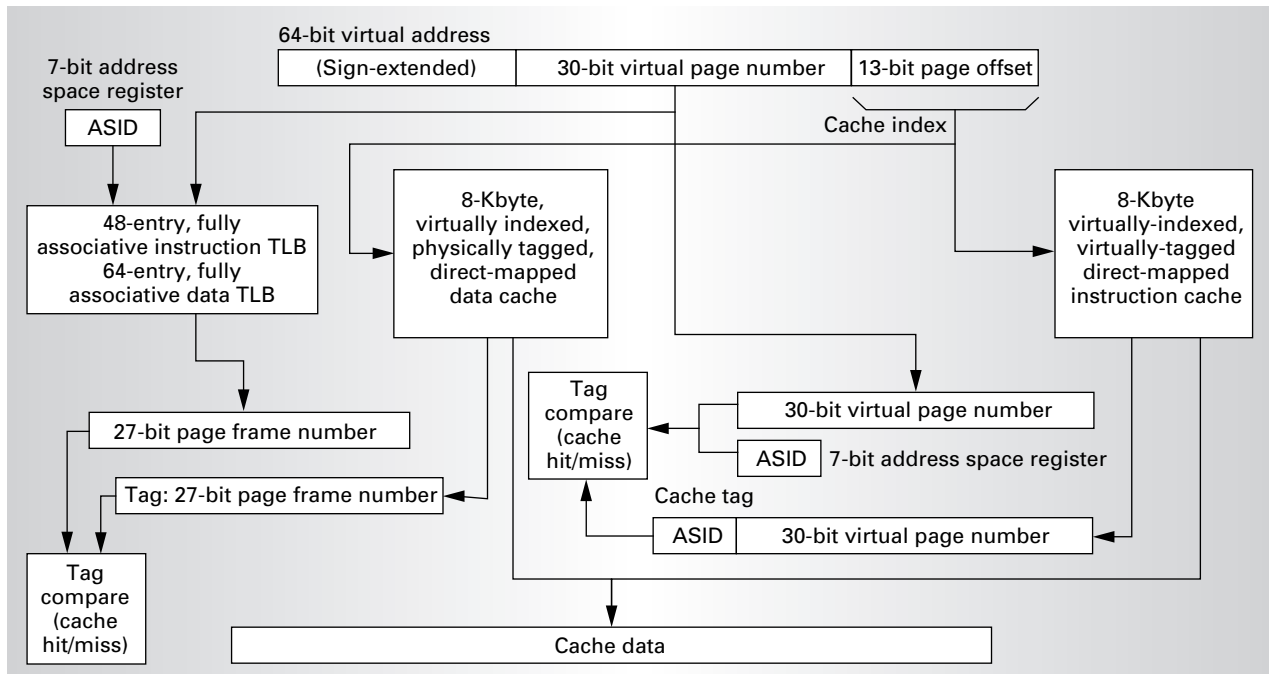 64-bit virtual address
(Sign-extended)
30-bit virtual page number
13-bit page offset
7-bit address
space register
ASID
Cache index
48-entry, fully
associative instruction TLB
64-entry, fully
associative data TLB
8-Kbyte,
virtually indexed,
physically tagged,
direct-mapped
data cache
8-Kbyte
virtually-indexed,
virtually-tagged
direct-mapped
instruction cache
27-bit page frame number
Tag: 27-bit page frame number
Tag
compare
(cache
hit/miss)
Tag
compare
(cache
hit/miss)
30-bit virtual page number
ASID
7-bit address space register
Cache tag
ASID
30-bit virtual page number
Cache data